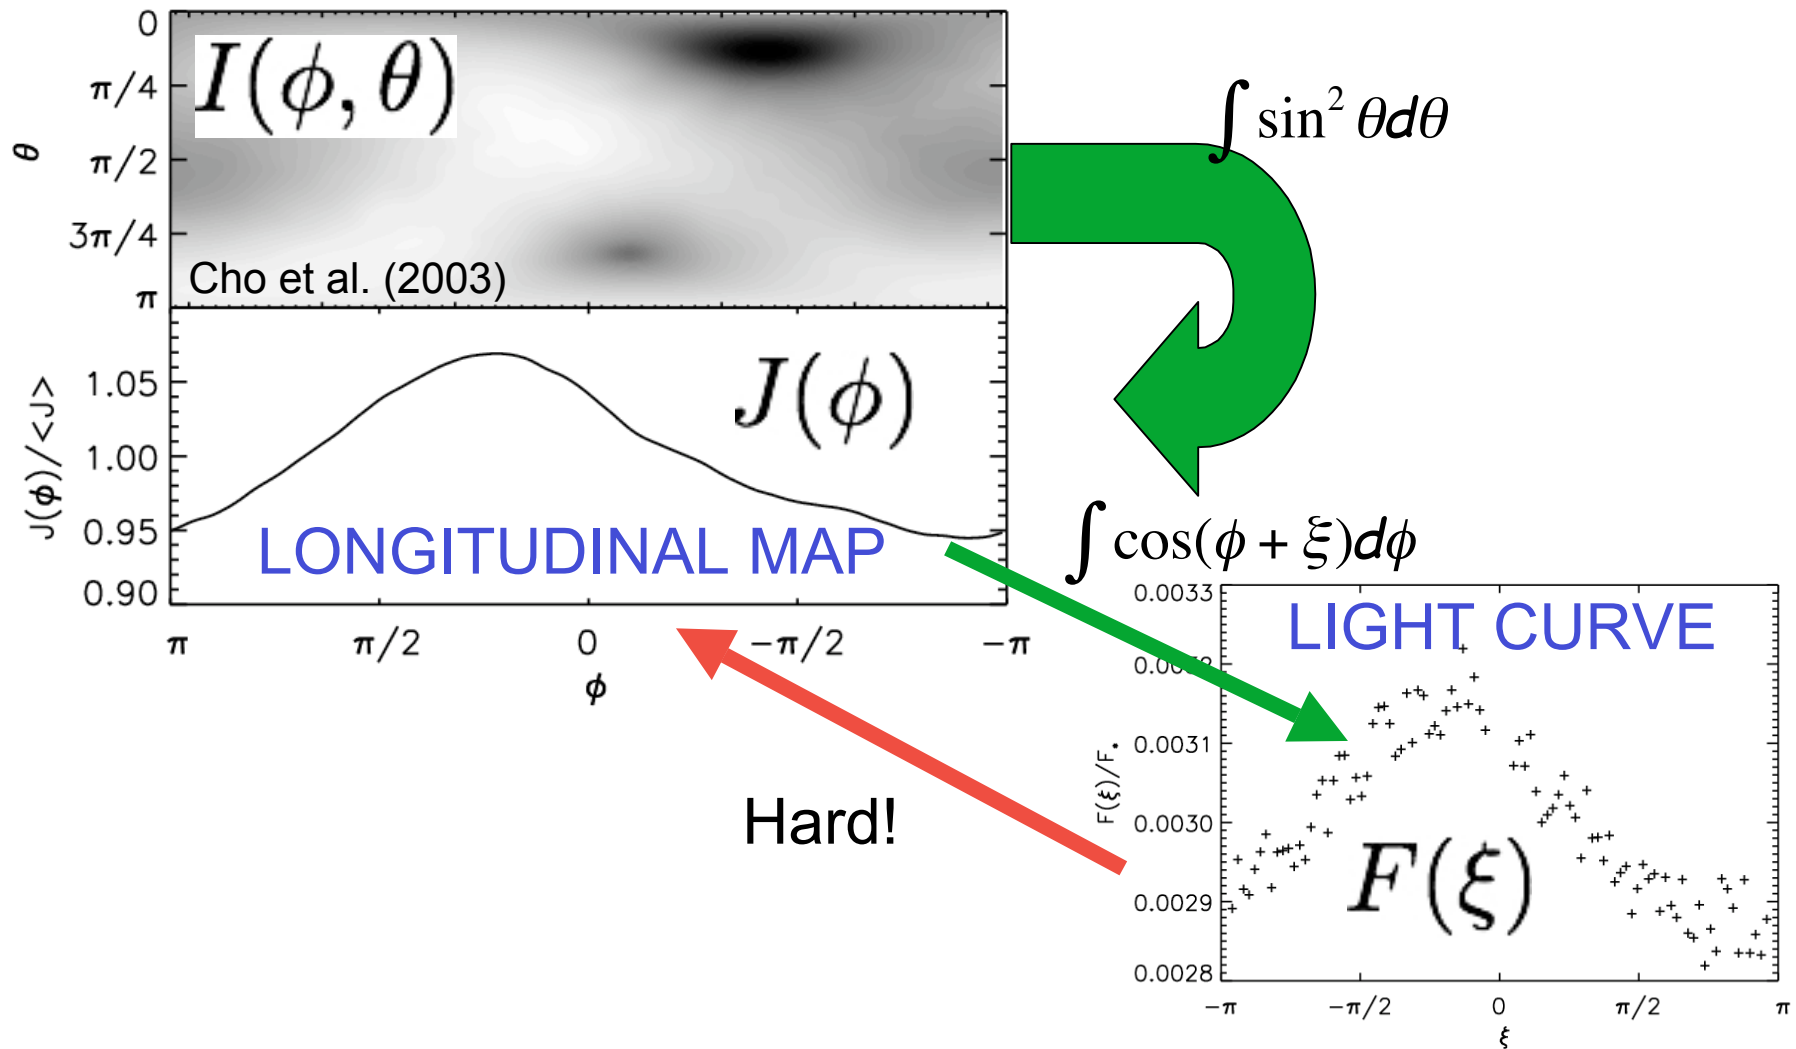 0
π/4
π/2
3π/4
π
θ
I(ϕ, θ)
Cho et al. (2003)
∫ sin² θdθ
1.05
1.00
0.95
0.90
J(ϕ)/<J>
J(ϕ)
LONGITUDINAL MAP
π π/2 0 −π/2 −π
ϕ
∫ cos(ϕ + ξ)dϕ
Hard!
LIGHT CURVE
0.0033
0.0031
0.0030
0.0029
0.0028
F(ξ)/F
F(ξ)
−π −π/2 0 π/2 π
ξ